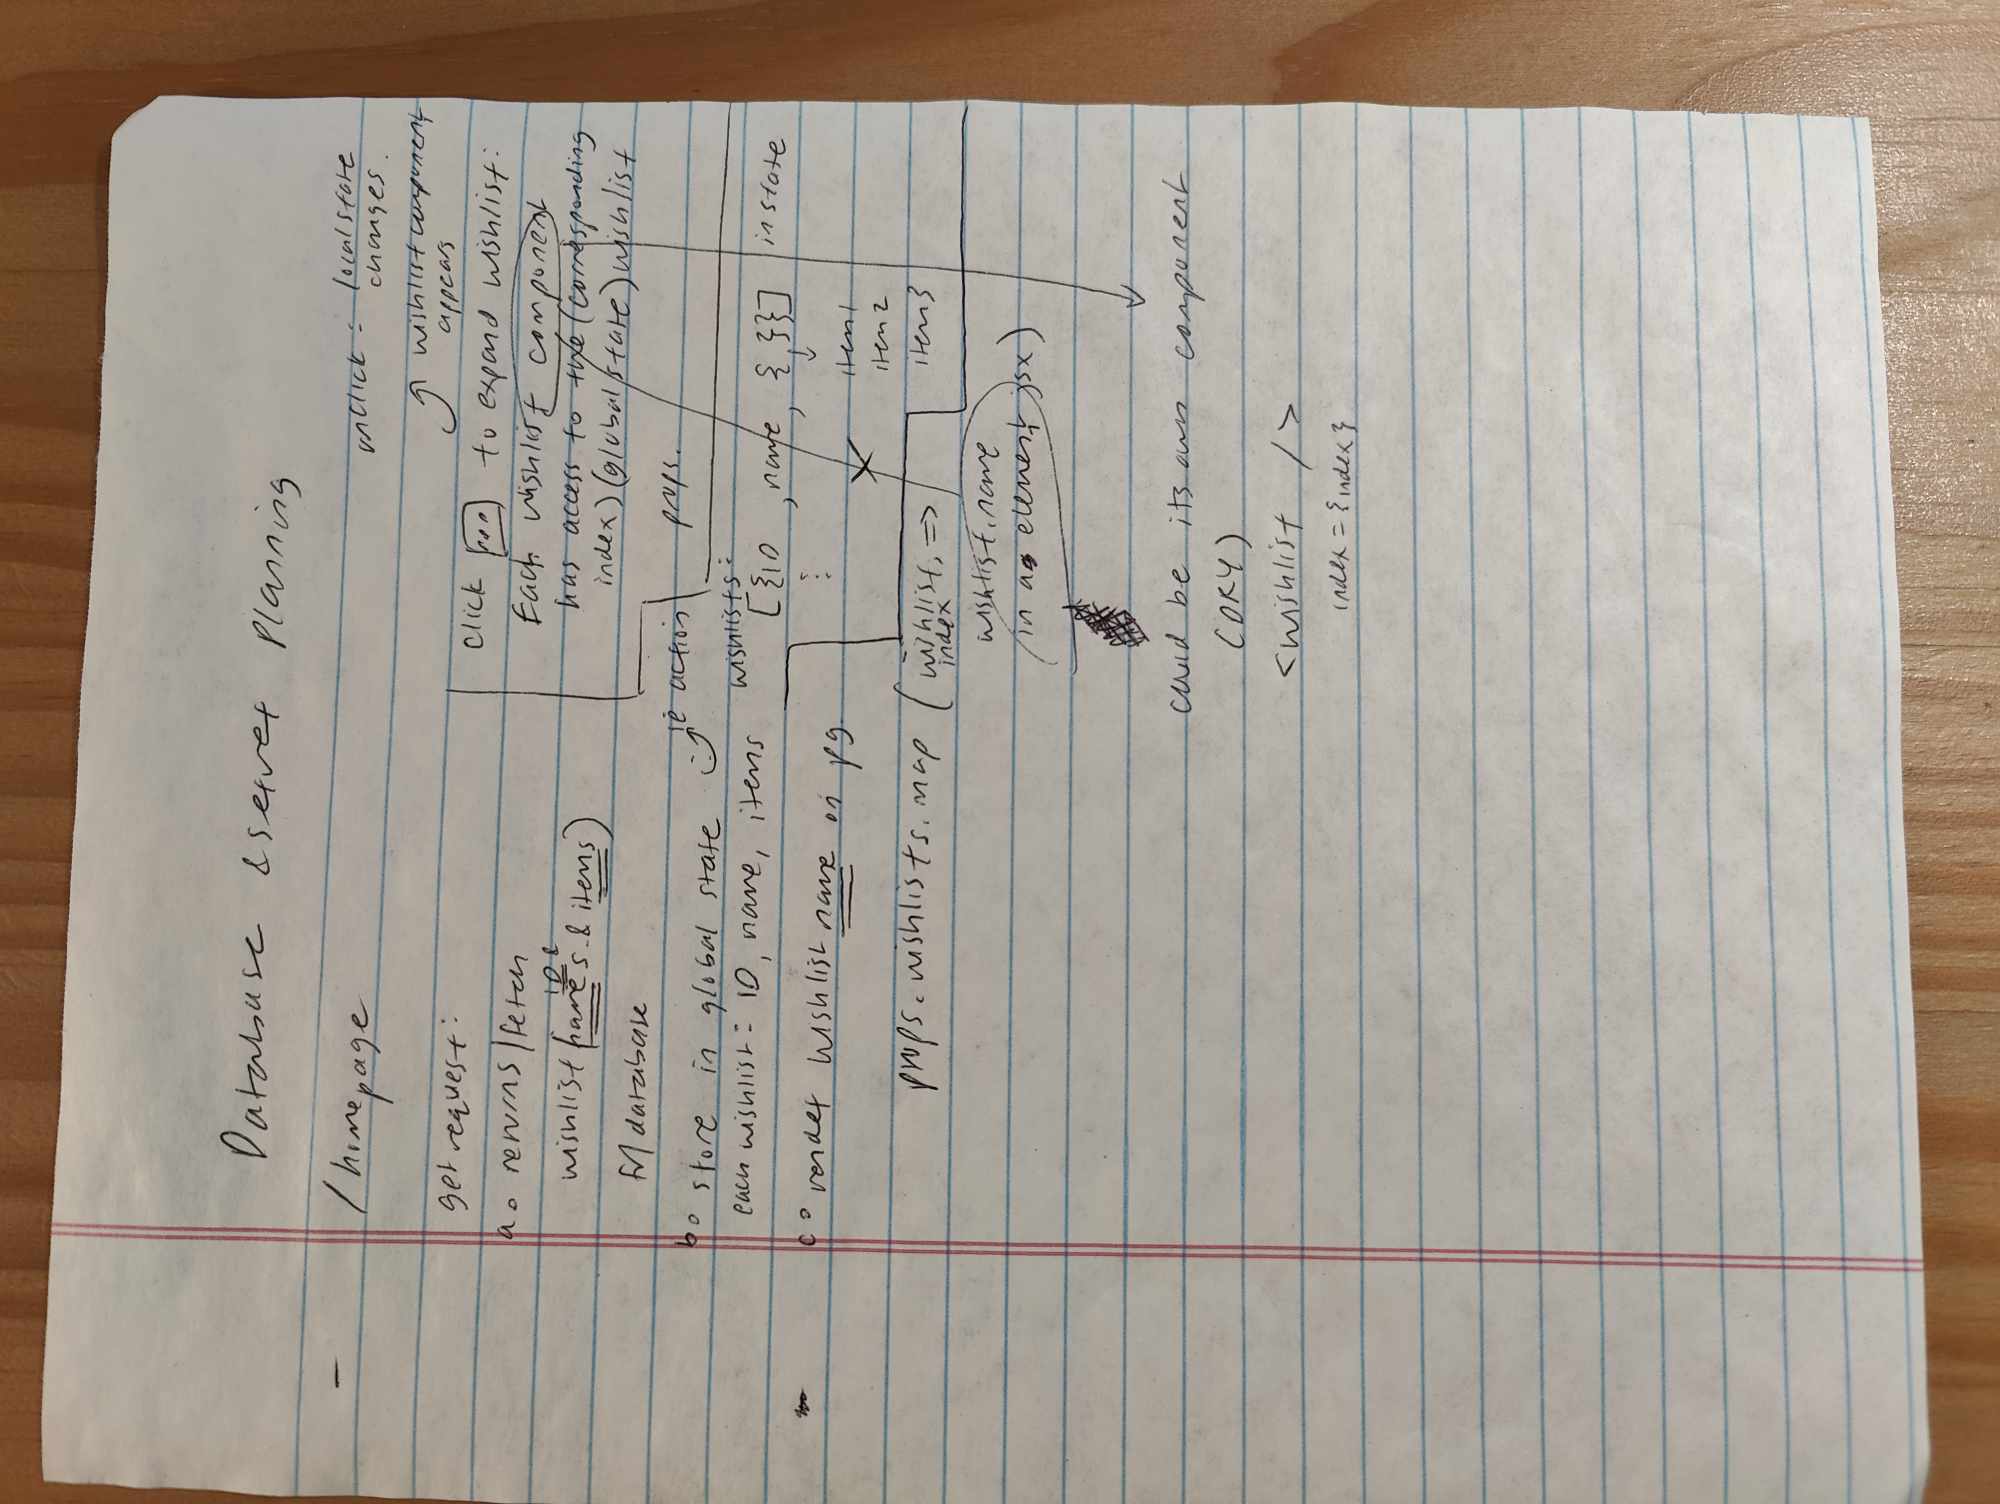 Database & server Planning
/homepage
get request:
a. returns/fetch
wishlist names & items)
ID &
f/ database
b. store in global state
ie action
each wishlist = ID, name, items
c. render wishlist name on pg
props.wishlists.map (wishlist, =>
index
wishlist.name
in as element jsx)
onclick = local state
changes.
wishlist component
appears
click [...] to expand wishlist:
Each wishlist component
has access to the (corresponding
index) (global state) wishlist
props.
wishlists:
[{ID, name, { }}] in state
item1
item2
item3
could be its own component
(DRY)
<wishlist />
index={index}